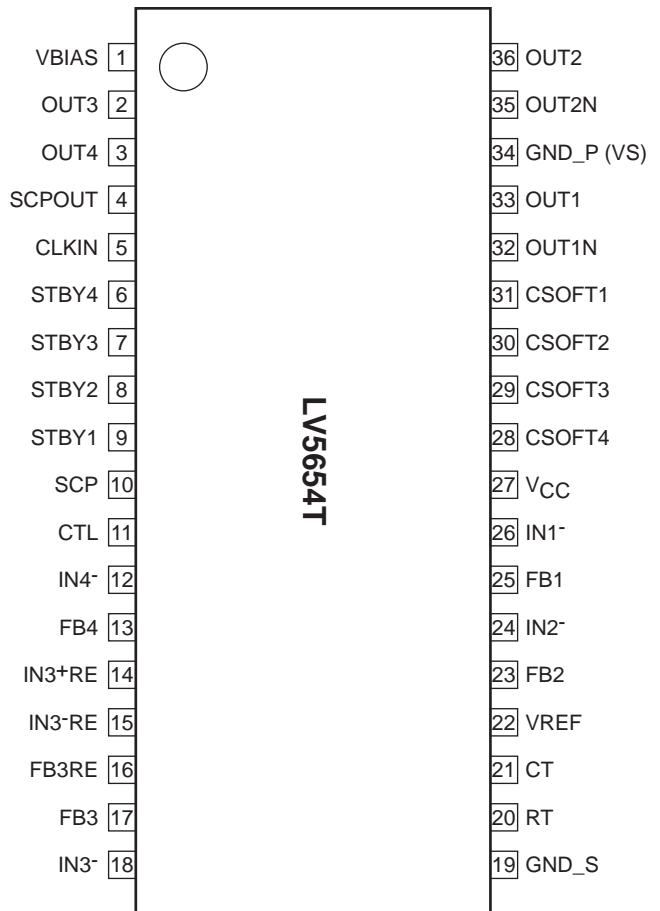 VBIAS 1
OUT3 2
OUT4 3
SCPOUT 4
CLKIN 5
STBY4 6
STBY3 7
STBY2 8
STBY1 9
SCP 10
CTL 11
IN4- 12
FB4 13
IN3+RE 14
IN3-RE 15
FB3RE 16
FB3 17
IN3- 18
LV5654T
36 OUT2
35 OUT2N
34 GND_P (VS)
33 OUT1
32 OUT1N
31 CSOFT1
30 CSOFT2
29 CSOFT3
28 CSOFT4
27 VCC
26 IN1-
25 FB1
24 IN2-
23 FB2
22 VREF
21 CT
20 RT
19 GND_S